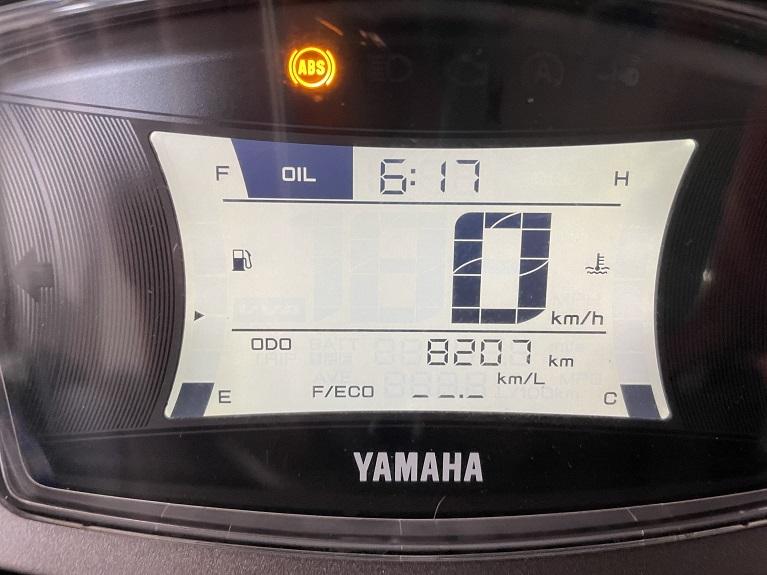 ABS
F OIL 6:17 H
0 km/h
ODO 8207 km
km/L
E F/ECO --.- C
YAMAHA